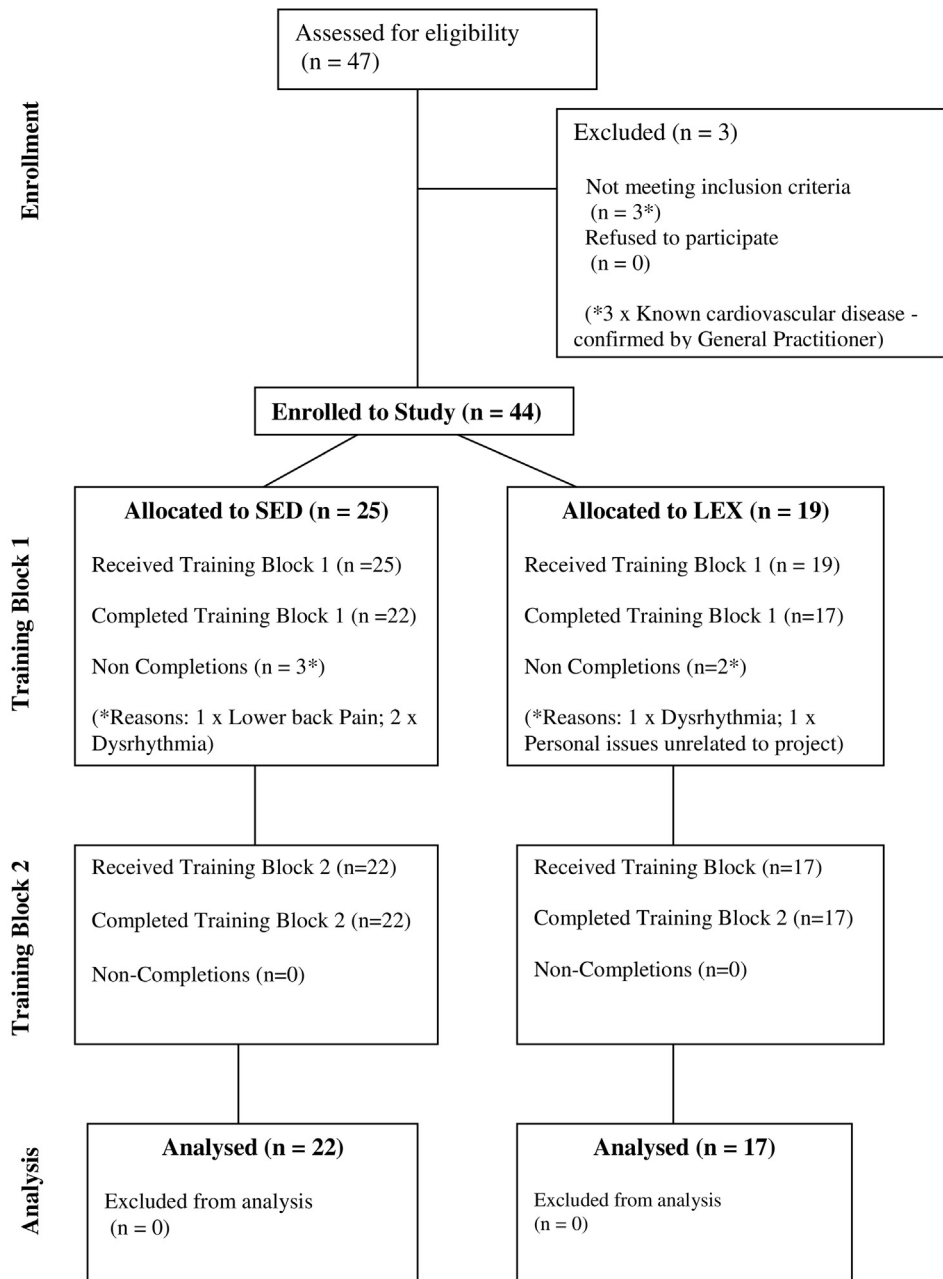 Enrollment
Assessed for eligibility
(n = 47)
Excluded (n = 3)
Not meeting inclusion criteria
(n = 3*)
Refused to participate
(n = 0)
(*3 x Known cardiovascular disease -
confirmed by General Practitioner)
Enrolled to Study (n = 44)
Training Block 1
Allocated to SED (n = 25)
Received Training Block 1 (n =25)
Completed Training Block 1 (n =22)
Non Completions (n = 3*)
(*Reasons: 1 x Lower back Pain; 2 x
Dysrhythmia)
Allocated to LEX (n = 19)
Received Training Block 1 (n = 19)
Completed Training Block 1 (n=17)
Non Completions (n=2*)
(*Reasons: 1 x Dysrhythmia; 1 x
Personal issues unrelated to project)
Training Block 2
Received Training Block 2 (n=22)
Completed Training Block 2 (n=22)
Non-Completions (n=0)
Received Training Block (n=17)
Completed Training Block 2 (n=17)
Non-Completions (n=0)
Analysis
Analysed (n = 22)
Excluded from analysis
(n = 0)
Analysed (n = 17)
Excluded from analysis
(n = 0)